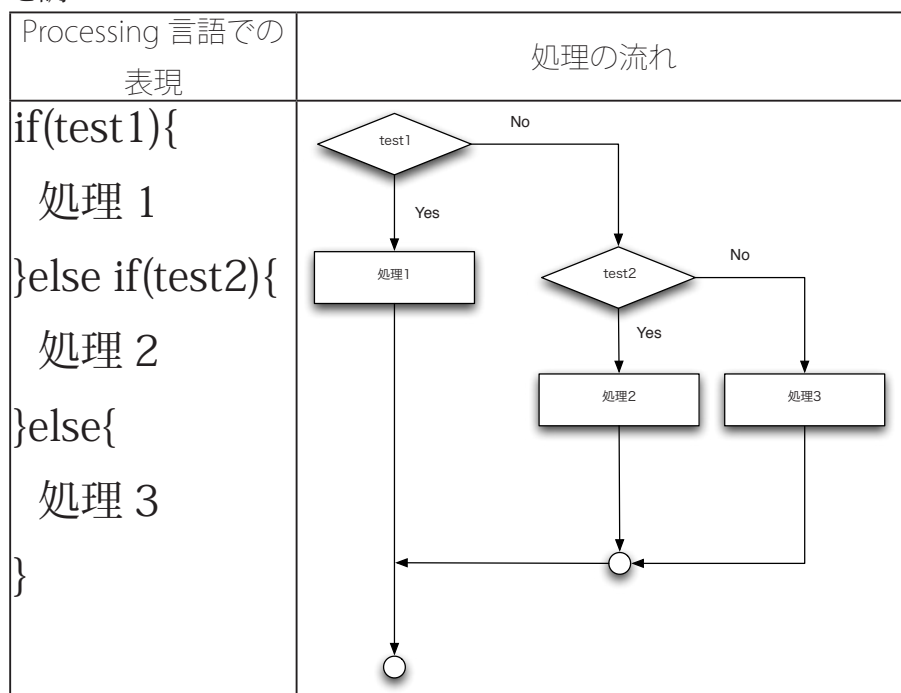 Processing 言語での
表現
処理の流れ
if(test1){
処理 1
}else if(test2){
処理 2
}else{
処理 3
}
test1
No
Yes
処理1
test2
No
Yes
処理2
処理3